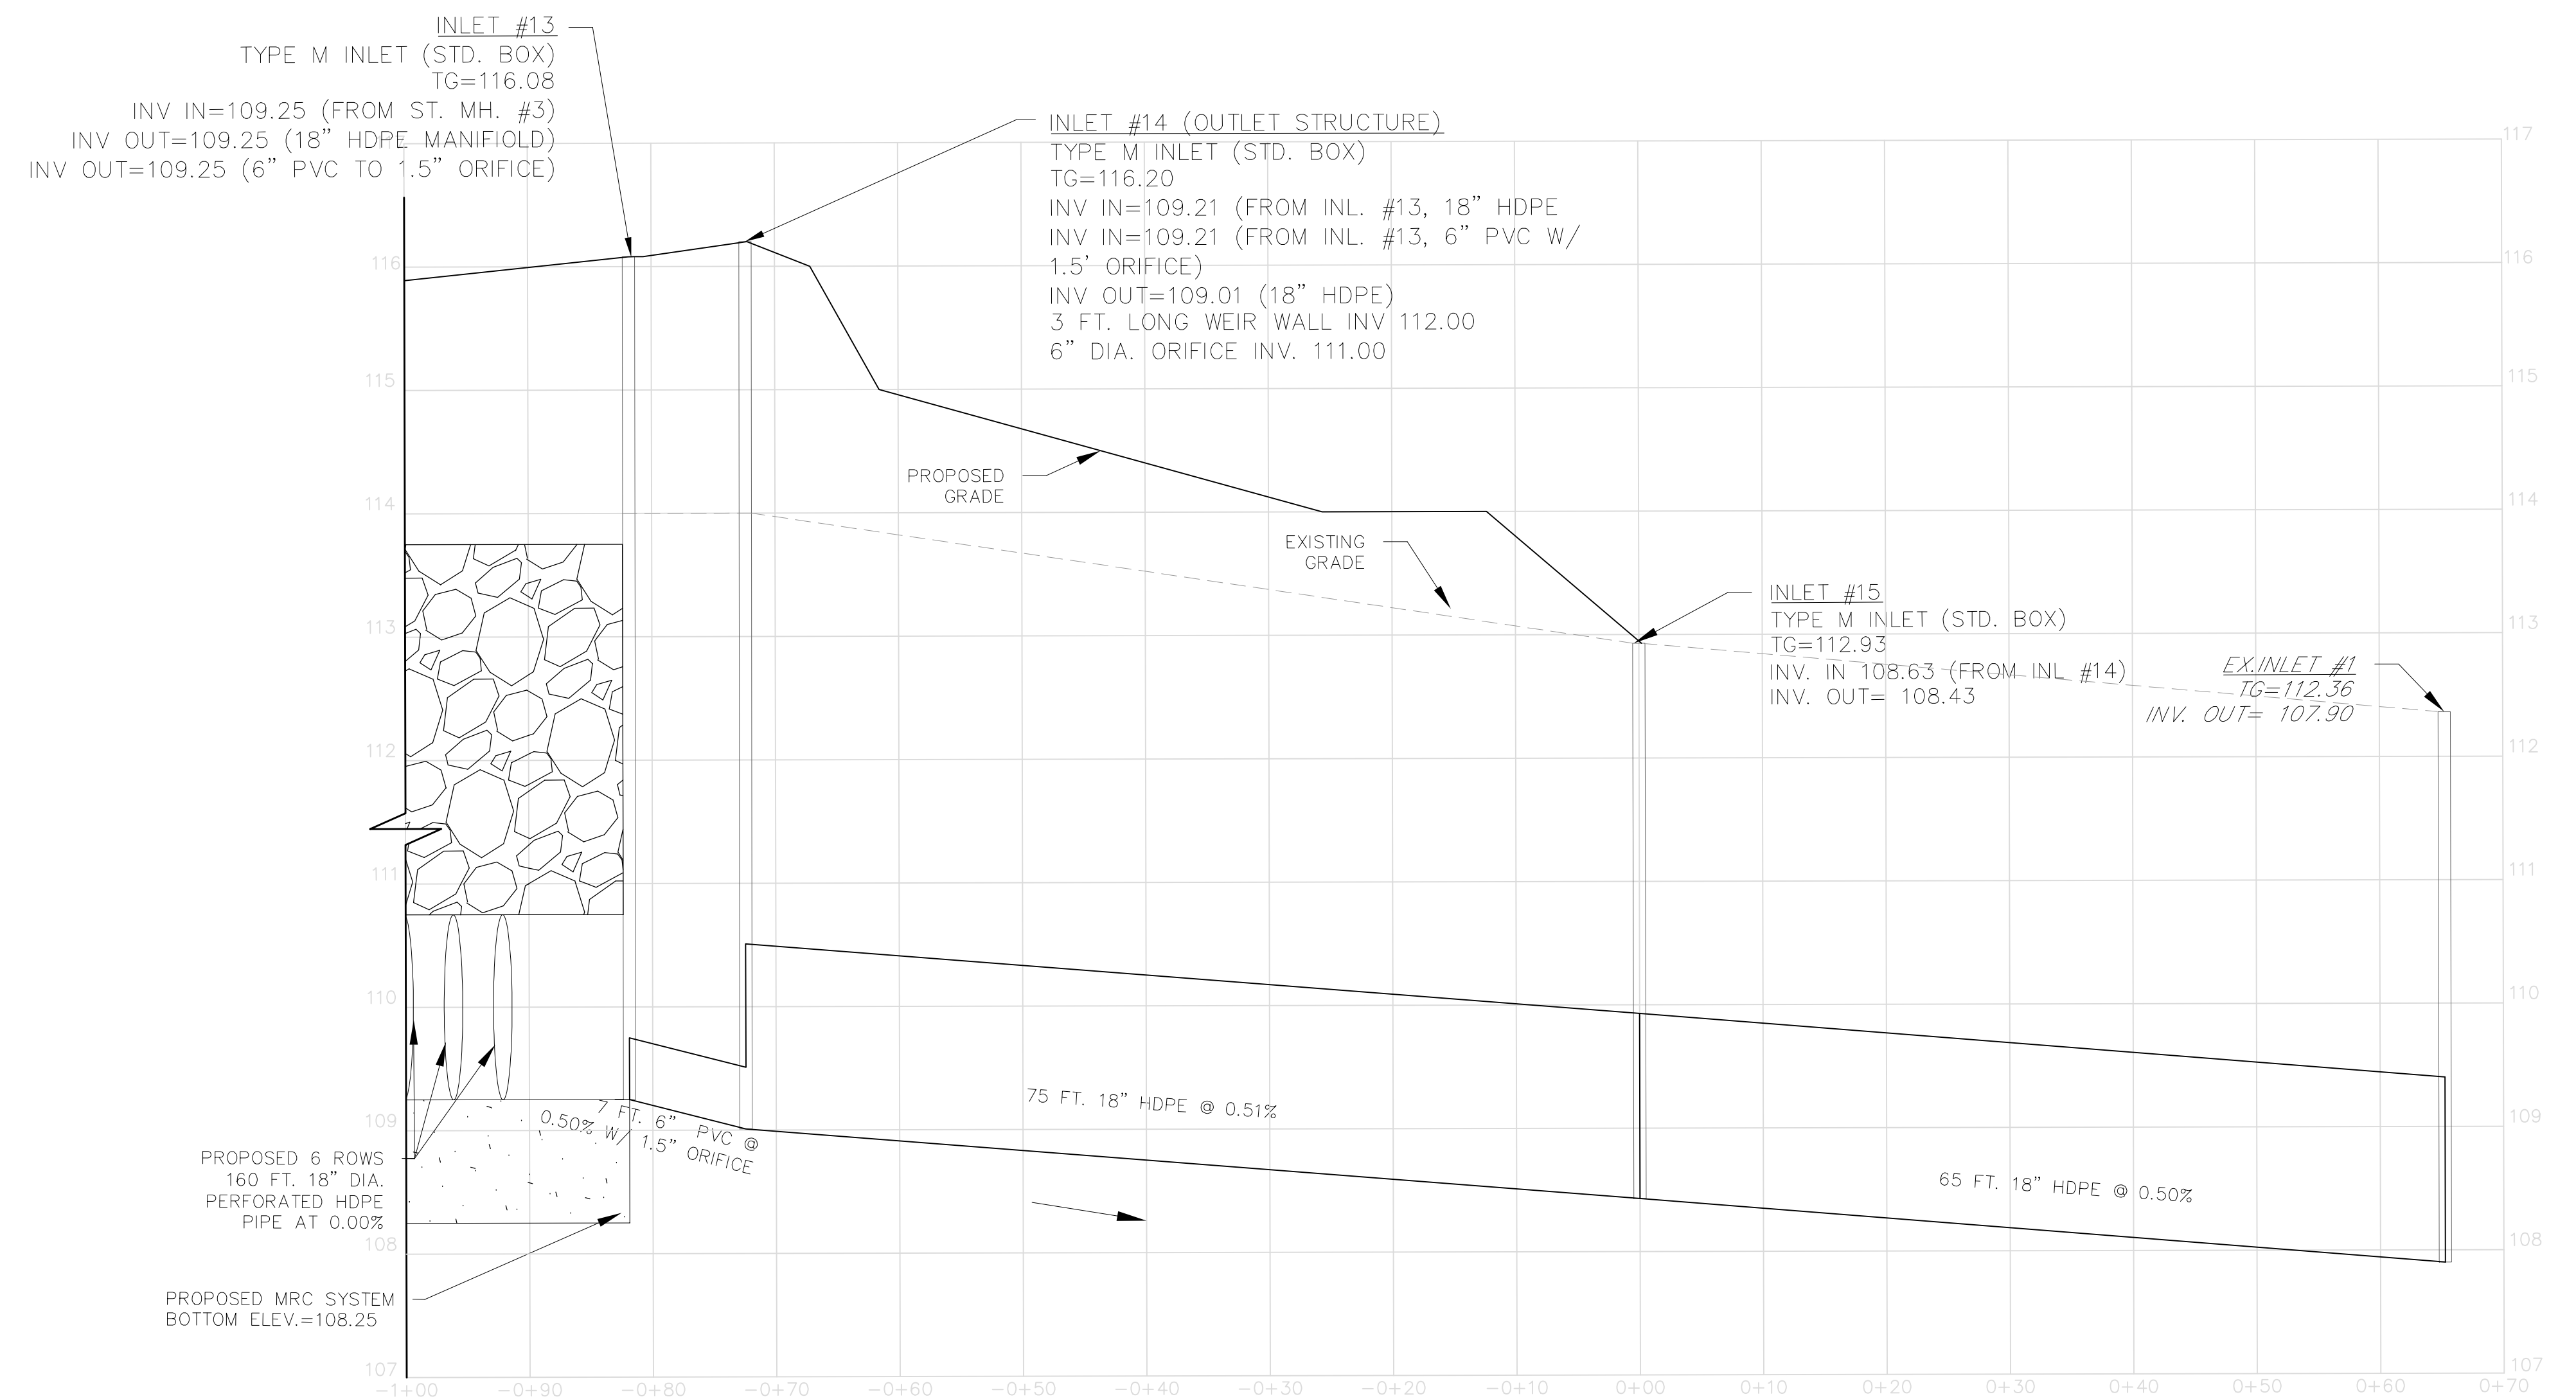 INLET #13
TYPE M INLET (STD. BOX)
TG=116.08
INV IN=109.25 (FROM ST. MH. #3)
INV OUT=109.25 (18" HDPE MANIFIOLD)
INV OUT=109.25 (6" PVC TO 1.5" ORIFICE)
INLET #14 (OUTLET STRUCTURE)
TYPE M INLET (STD. BOX)
TG=116.20
INV IN=109.21 (FROM INL. #13, 18" HDPE
INV IN=109.21 (FROM INL. #13, 6" PVC W/
1.5' ORIFICE)
INV OUT=109.01 (18" HDPE)
3 FT. LONG WEIR WALL INV 112.00
6" DIA. ORIFICE INV. 111.00
PROPOSED
GRADE
EXISTING
GRADE
INLET #15
TYPE M INLET (STD. BOX)
TG=112.93
INV. IN 108.63 (FROM INL #14)
INV. OUT= 108.43
EX.INLET #1
TG=112.36
INV. OUT= 107.90
7 FT. 6" PVC @
0.50% W/ 1.5" ORIFICE
75 FT. 18" HDPE @ 0.51%
65 FT. 18" HDPE @ 0.50%
PROPOSED 6 ROWS
160 FT. 18" DIA.
PERFORATED HDPE
PIPE AT 0.00%
PROPOSED MRC SYSTEM
BOTTOM ELEV.=108.25
116
115
114
113
112
111
110
109
108
107
117
116
115
114
113
112
111
110
109
108
107
-1+00 -0+90 -0+80 -0+70 -0+60 -0+50 -0+40 -0+30 -0+20 -0+10 0+00 0+10 0+20 0+30 0+40 0+50 0+60 0+70